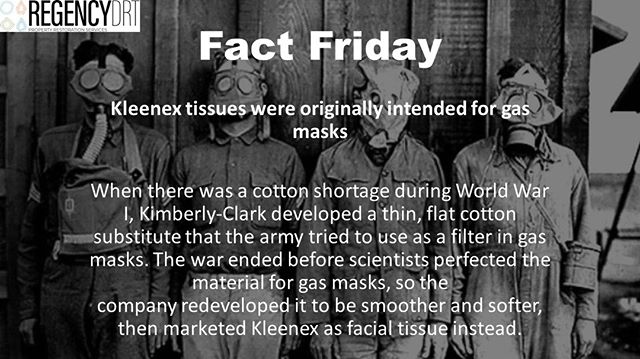 REGENCYDRT
PROPERTY RESTORATION SERVICES
Fact Friday
Kleenex tissues were originally intended for gas
masks
When there was a cotton shortage during World War
I, Kimberly-Clark developed a thin, flat cotton
substitute that the army tried to use as a filter in gas
masks. The war ended before scientists perfected the
material for gas masks, so the
company redeveloped it to be smoother and softer,
then marketed Kleenex as facial tissue instead.